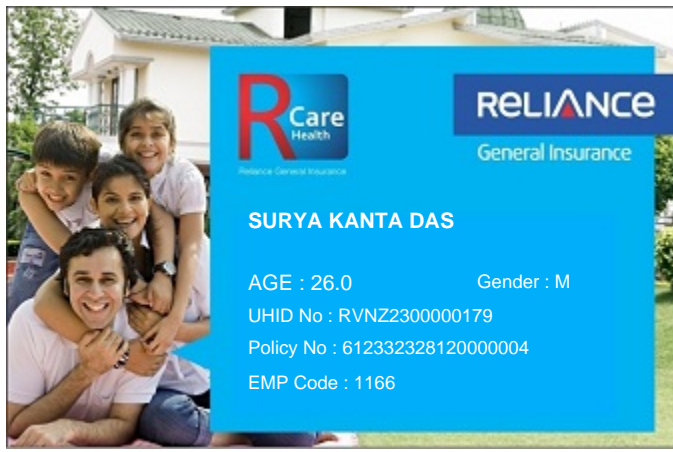 RCare
Health
Reliance General Insurance
RELIANCE
General Insurance
SURYA KANTA DAS
AGE : 26.0 Gender : M
UHID No : RVNZ2300000179
Policy No : 612332328120000004
EMP Code : 1166